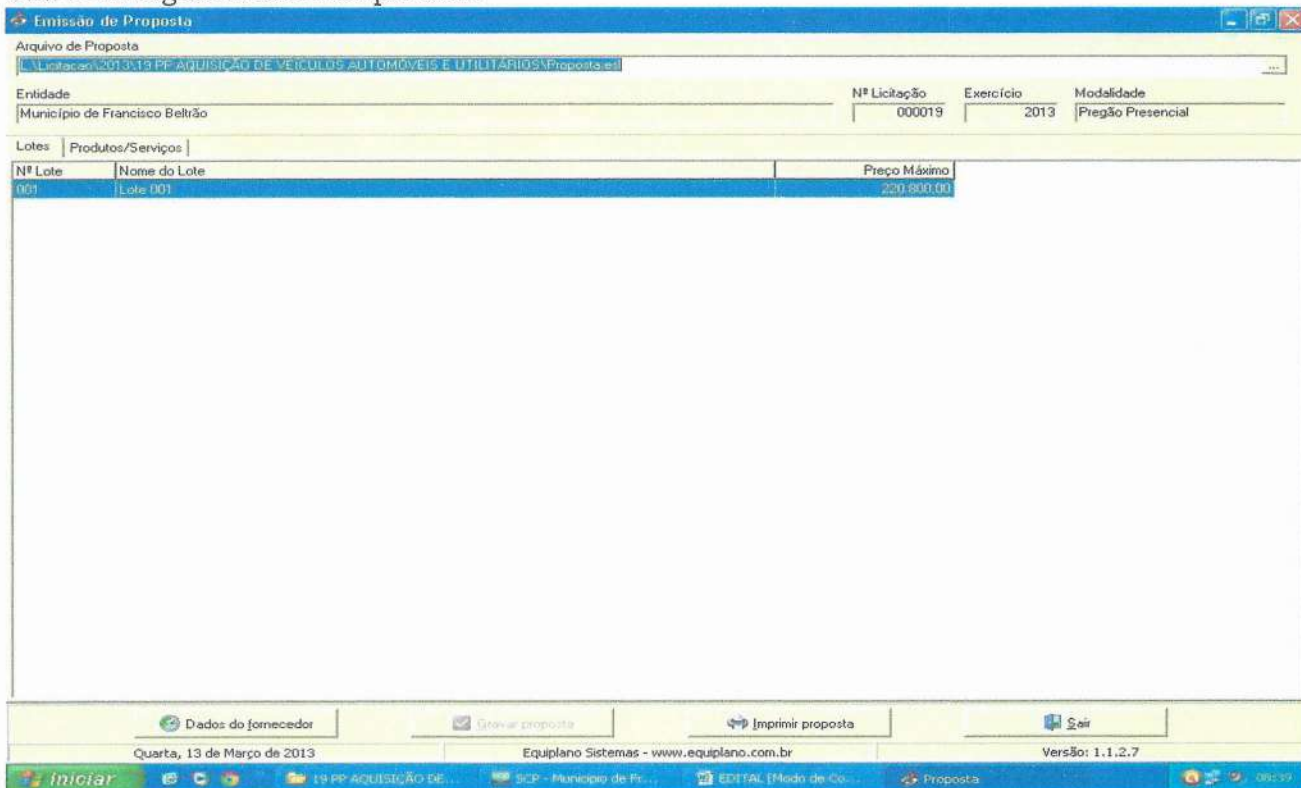 Emissão de Proposta
Arquivo de Proposta
L:\Licitacao\2013\19 PP AQUISIÇÃO DE VEÍCULOS AUTOMÓVEIS E UTILITÁRIOS\Proposta.esl
...
Entidade Nº Licitação Exercício Modalidade
Município de Francisco Beltrão 000019 2013 Pregão Presencial
Lotes Produtos/Serviços
Nº Lote Nome do Lote Preço Máximo
001 Lote 001 220.800,00
Dados do fornecedor Gravar proposta Imprimir proposta Sair
Quarta, 13 de Março de 2013 Equiplano Sistemas - www.equiplano.com.br Versão: 1.1.2.7
Iniciar 19 PP AQUISIÇÃO DE... SCP - Município de Fr... EDITAL [Modo de Co... Proposta 08:39